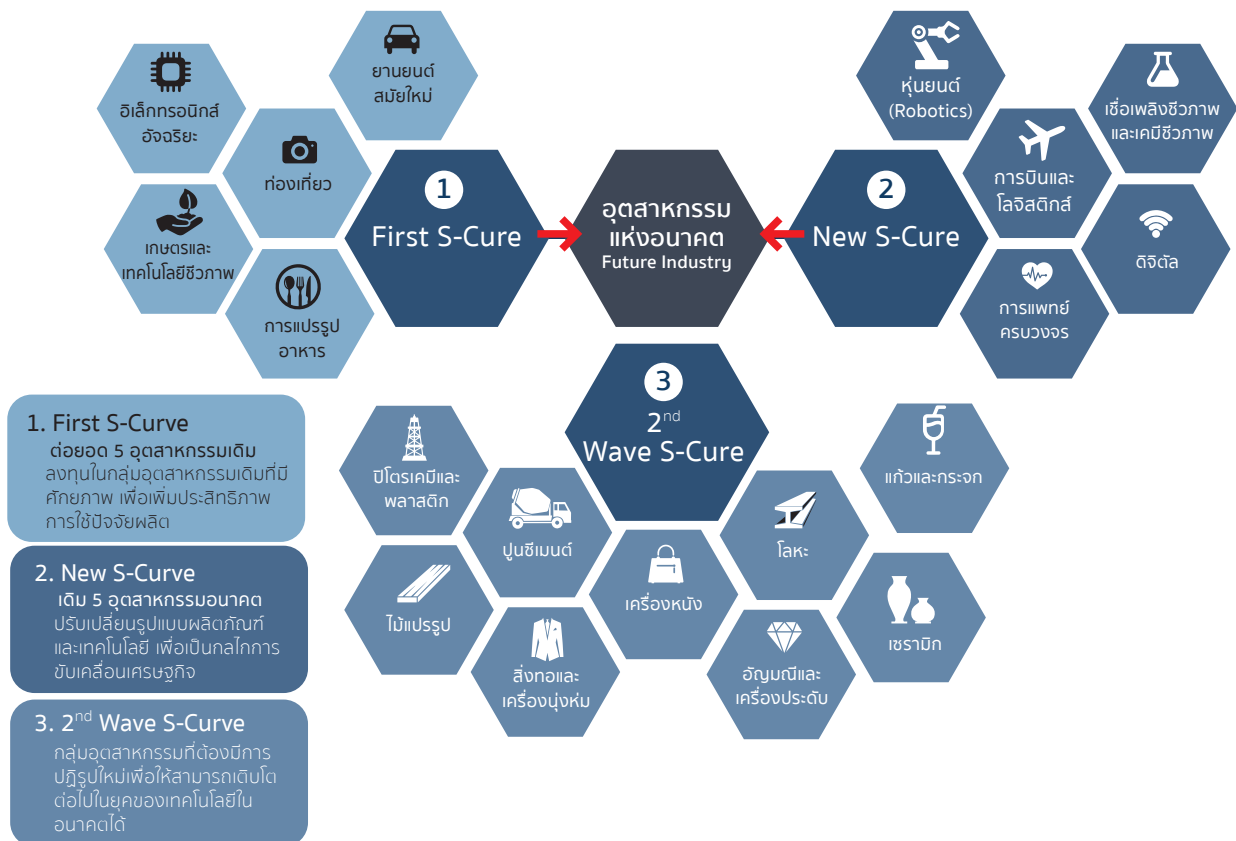 อิเล็กทรอนิกส์
อัจฉริยะ
ยานยนต์
สมัยใหม่
ท่องเที่ยว
เกษตรและ
เทคโนโลยีชีวภาพ
การแปรรูป
อาหาร
1
First S-Cure
อุตสาหกรรม
แห่งอนาคต
Future Industry
2
New S-Cure
หุ่นยนต์
(Robotics)
เชื่อเพลิงชีวภาพ
และเคมีชีวภาพ
การบินและ
โลจิสติกส์
ดิจิตัล
การแพทย์
ครบวงจร
3
2nd
Wave S-Cure
ปิโตรเคมีและ
พลาสติก
ปูนซีเมนต์
ไม้แปรรูป
สิ่งทอและ
เครื่องนุ่งห่ม
เครื่องหนัง
โลหะ
อัญมณีและ
เครื่องประดับ
แก้วและกระจก
เซรามิก
1. First S-Curve
ต่อยอด 5 อุตสาหกรรมเดิม
ลงทุนในกลุ่มอุตสาหกรรมเดิมที่มี
ศักยภาพ เพื่อเพิ่มประสิทธิภาพ
การใช้ปัจจัยผลิต
2. New S-Curve
เติม 5 อุตสาหกรรมอนาคต
ปรับเปลี่ยนรูปแบบผลิตภัณฑ์
และเทคโนโลยี เพื่อเป็นกลไกการ
ขับเคลื่อนเศรษฐกิจ
3. 2nd Wave S-Curve
กลุ่มอุตสาหกรรมที่ต้องมีการ
ปฏิรูปใหม่เพื่อให้สามารถเติบโต
ต่อไปในยุคของเทคโนโลยีใน
อนาคตได้